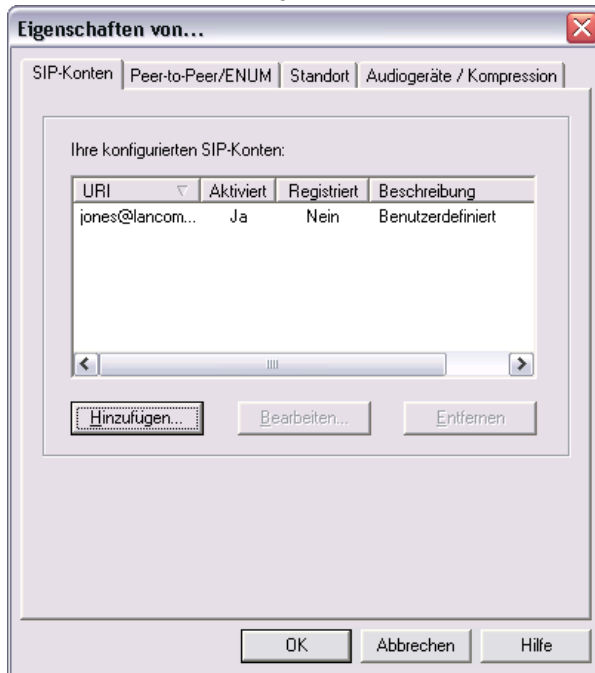 Eigenschaften von...
SIP-Konten Peer-to-Peer/ENUM Standort Audiogeräte / Kompression
Ihre konfigurierten SIP-Konten:
URI Aktiviert Registriert Beschreibung
jones@lancom... Ja Nein Benutzerdefiniert
Hinzufügen... Bearbeiten... Entfernen
OK Abbrechen Hilfe